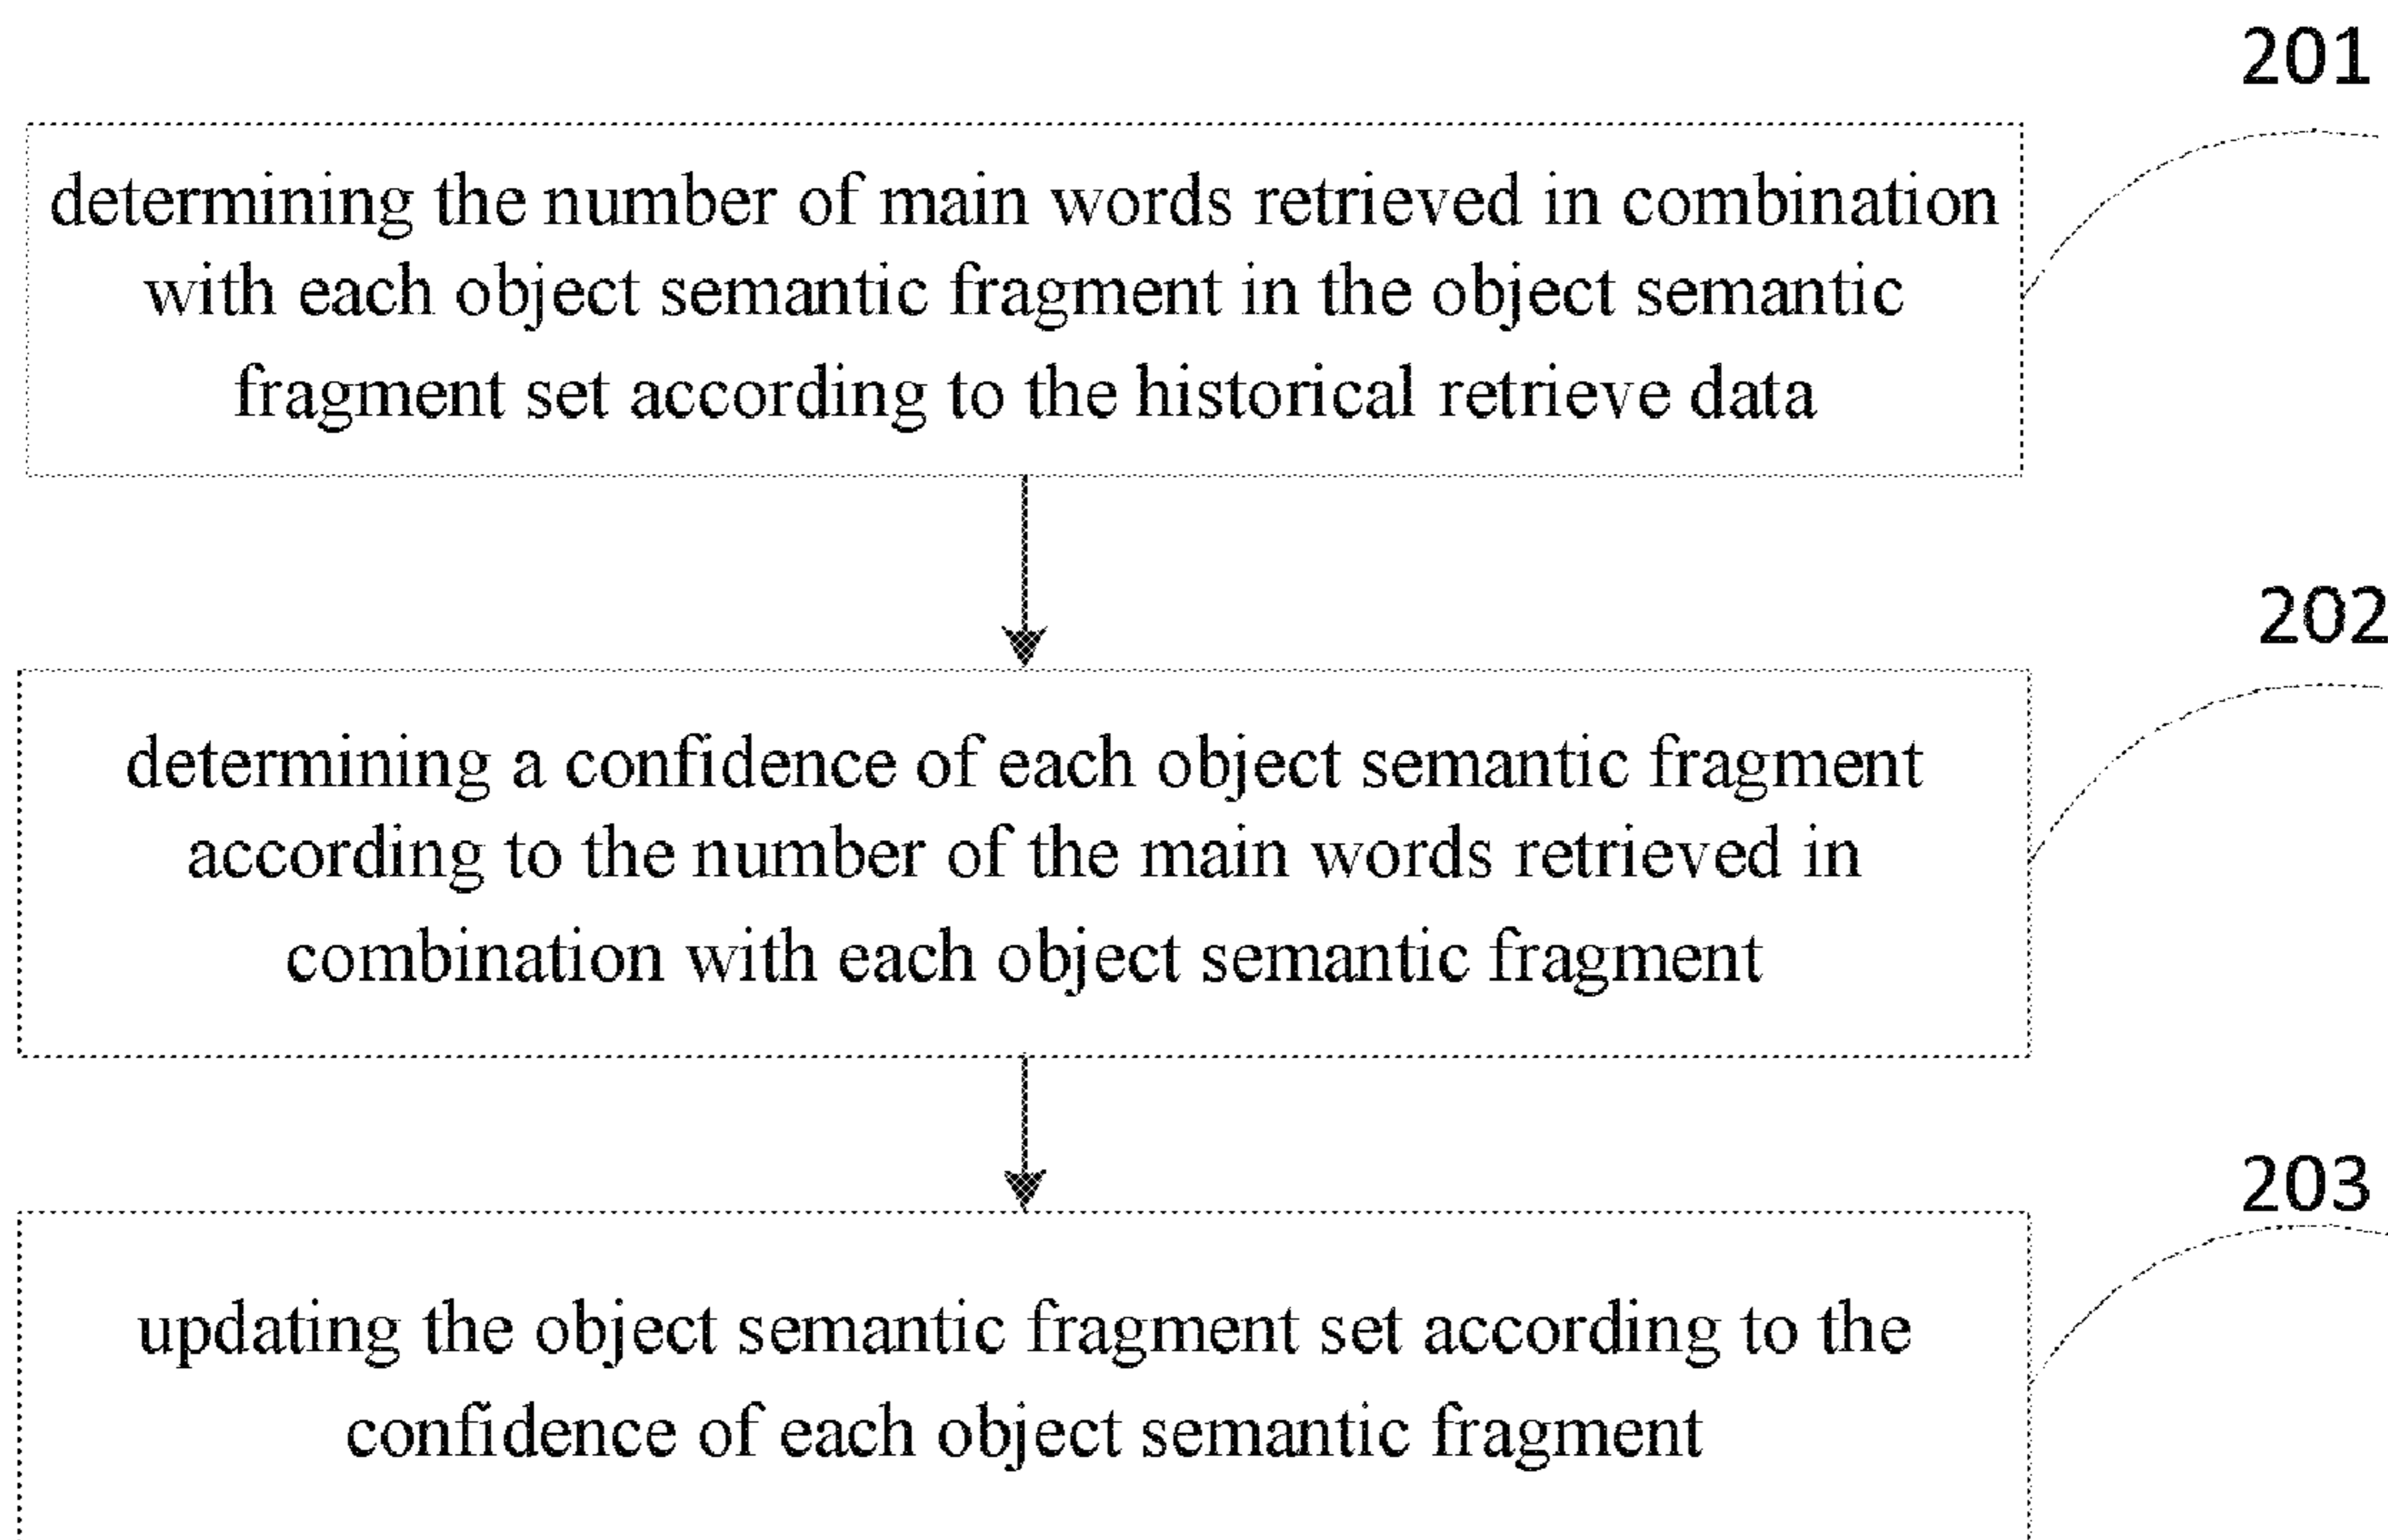 201
determining the number of main words retrieved in combination
with each object semantic fragment in the object semantic
fragment set according to the historical retrieve data
202
determining a confidence of each object semantic fragment
according to the number of the main words retrieved in
combination with each object semantic fragment
203
updating the object semantic fragment set according to the
confidence of each object semantic fragment